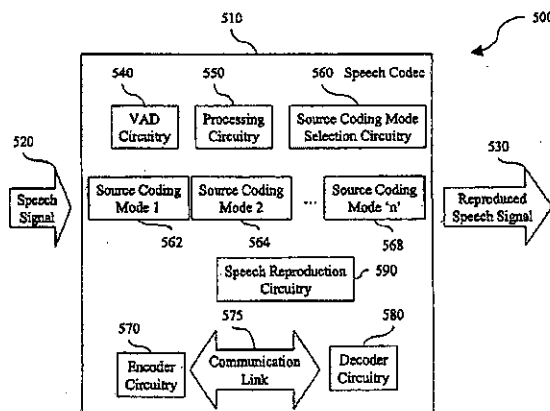 510
500
540
550
560
Speech Codec
VAD
Circuitry
Processing
Circuitry
Source Coding Mode
Selection Circuitry
520
530
Speech
Signal
Source Coding
Mode 1
Source Coding
Mode 2
...
Source Coding
Mode 'n'
Reproduced
Speech Signal
562
564
568
590
Speech Reproduction
Circuitry
570
575
580
Encoder
Circuitry
Communication
Link
Decoder
Circuitry